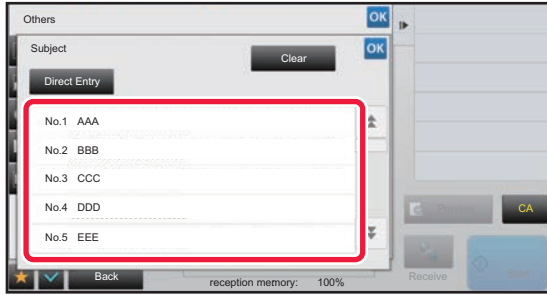 Others
OK
Subject
Clear
OK
Direct Entry
No.1 AAA
No.2 BBB
No.3 CCC
No.4 DDD
No.5 EEE
CA
Back
reception memory: 100%
Receive